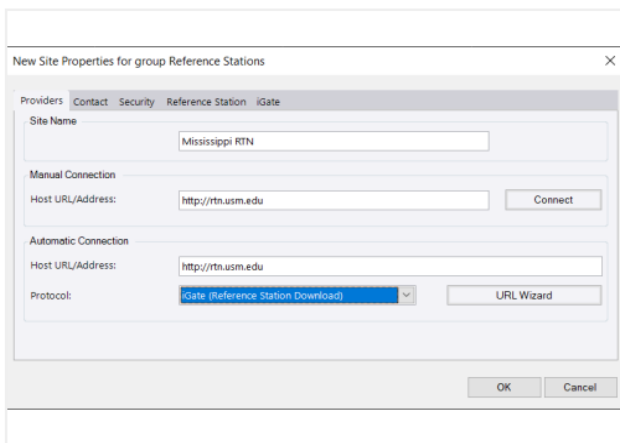 New Site Properties for group Reference Stations
Providers Contact Security Reference Station iGate
Site Name
Mississippi RTN
Manual Connection
Host URL/Address: http://rtn.usm.edu Connect
Automatic Connection
Host URL/Address: http://rtn.usm.edu
Protocol: iGate (Reference Station Download) URL Wizard
OK Cancel